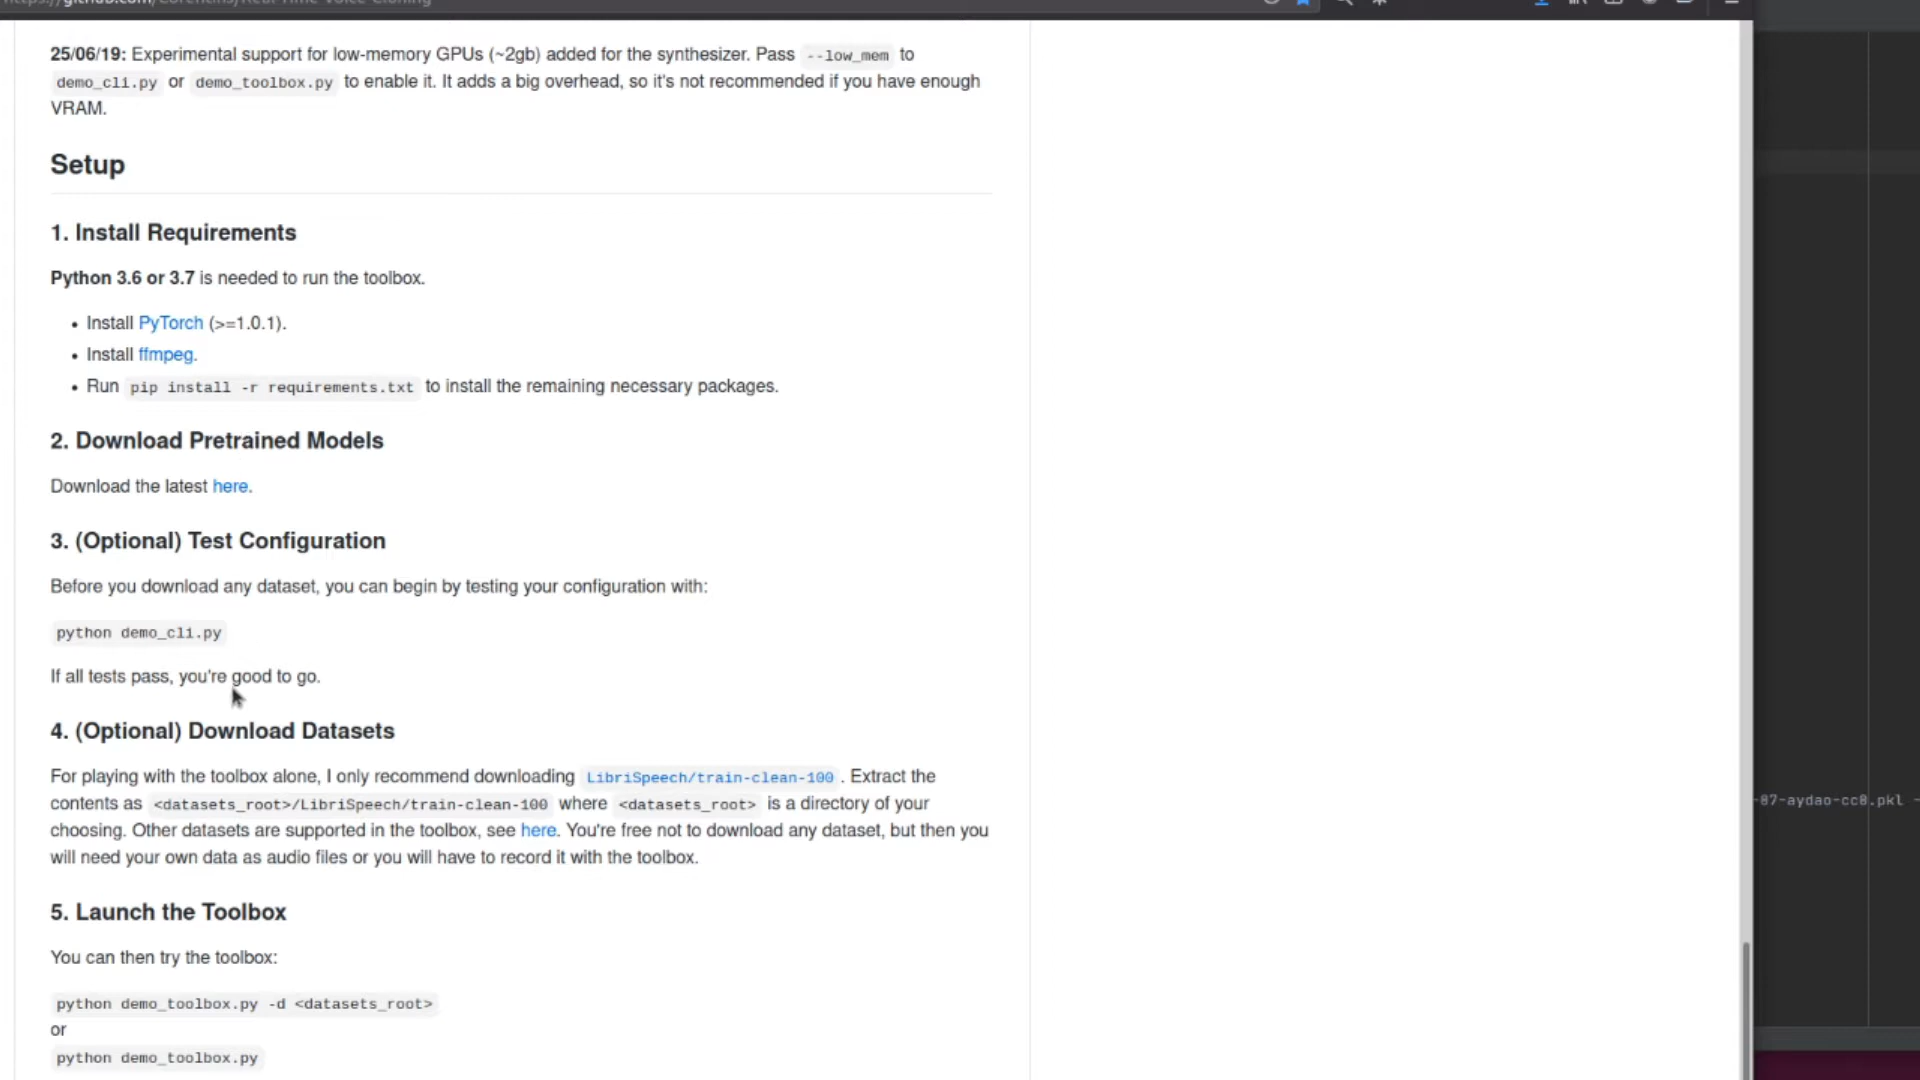 25/06/19: Experimental support for low-memory GPUs (~2gb) added for the synthesizer. Pass --low_mem to
demo_cli.py or demo_toolbox.py to enable it. It adds a big overhead, so it's not recommended if you have enough
VRAM.
Setup
1. Install Requirements
Python 3.6 or 3.7 is needed to run the toolbox.
• Install PyTorch (>=1.0.1).
• Install ffmpeg.
• Run pip install -r requirements.txt to install the remaining necessary packages.
2. Download Pretrained Models
Download the latest here.
3. (Optional) Test Configuration
Before you download any dataset, you can begin by testing your configuration with:
python demo_cli.py
If all tests pass, you're good to go.
4. (Optional) Download Datasets
For playing with the toolbox alone, I only recommend downloading LibriSpeech/train-clean-100 . Extract the
contents as <datasets_root>/LibriSpeech/train-clean-100 where <datasets_root> is a directory of your
choosing. Other datasets are supported in the toolbox, see here. You're free not to download any dataset, but then you
will need your own data as audio files or you will have to record it with the toolbox.
-87-aydao-cc0.pkl -
5. Launch the Toolbox
You can then try the toolbox:
python demo_toolbox.py -d <datasets_root>
or
python demo_toolbox.py